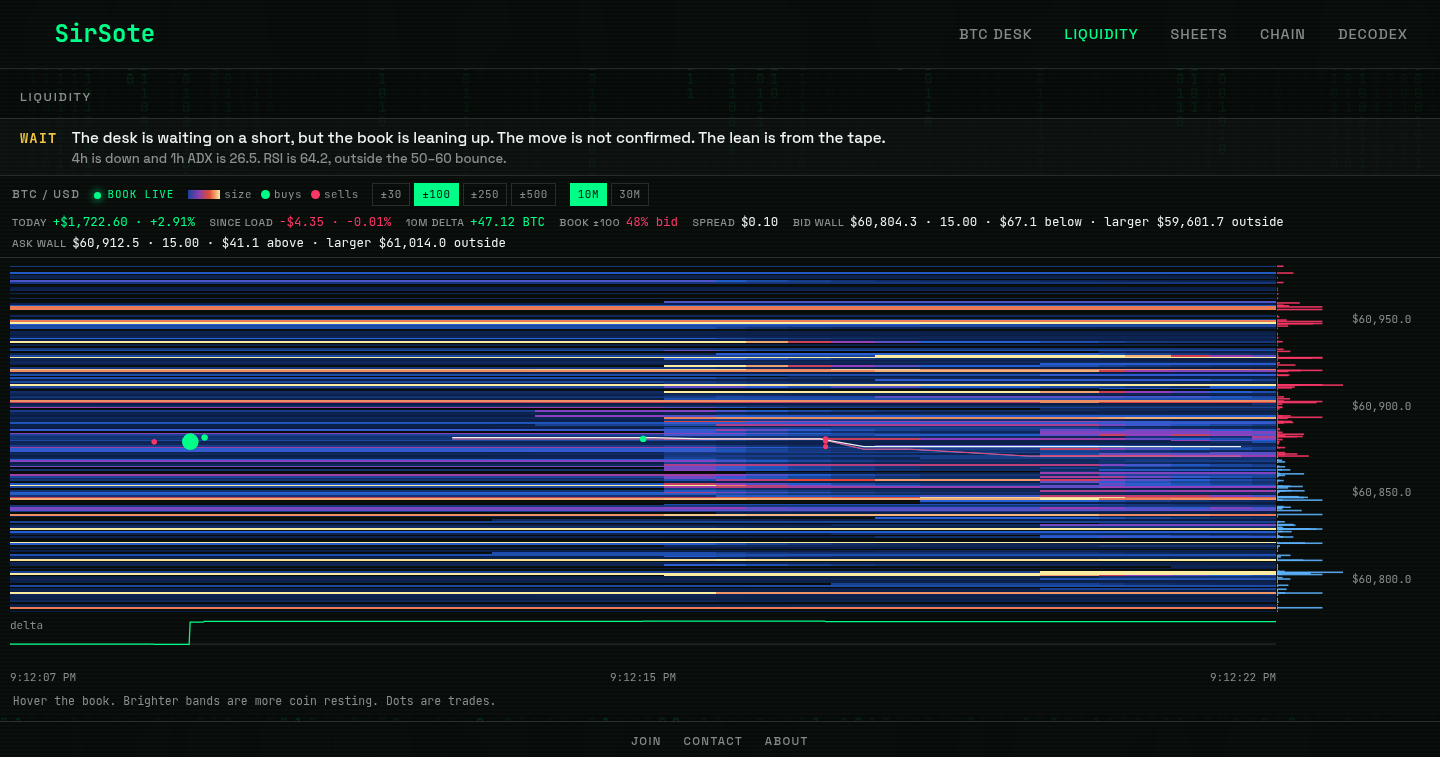 SirSote
BTC DESK LIQUIDITY SHEETS CHAIN DECODEX
LIQUIDITY
WAIT The desk is waiting on a short, but the book is leaning up. The move is not confirmed. The lean is from the tape.
4h is down and 1h ADX is 26.5. RSI is 64.2, outside the 50–60 bounce.
BTC / USD BOOK LIVE size buys sells ±30 ±100 ±250 ±500 10M 30M
TODAY +$1,722.60 · +2.91% SINCE LOAD -$4.35 · -0.01% 10M DELTA +47.12 BTC BOOK ±100 48% bid SPREAD $0.10 BID WALL $60,804.3 · 15.00 · $67.1 below · larger $59,601.7 outside
ASK WALL $60,912.5 · 15.00 · $41.1 above · larger $61,014.0 outside
$60,950.0
$60,900.0
$60,850.0
$60,800.0
delta
9:12:07 PM 9:12:15 PM 9:12:22 PM
Hover the book. Brighter bands are more coin resting. Dots are trades.
JOIN CONTACT ABOUT